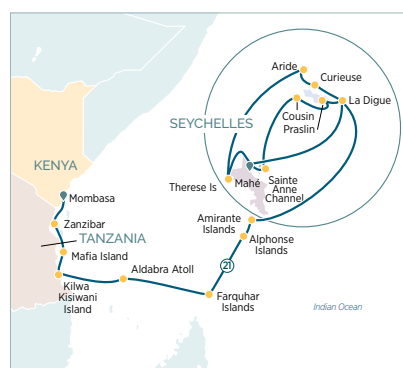 Aride
Curieuse
La Digue
Cousin
Praslin
SEYCHELLES
Therese Is
Mahé
Sainte
Anne
Channel
KENYA
Mombasa
Zanzibar
TANZANIA
Mafia Island
Amirante
Islands
Alphonse
Islands
Aldabra Atoll
21
Kilwa
Kisiwani
Island
Farquhar
Islands
Indian Ocean